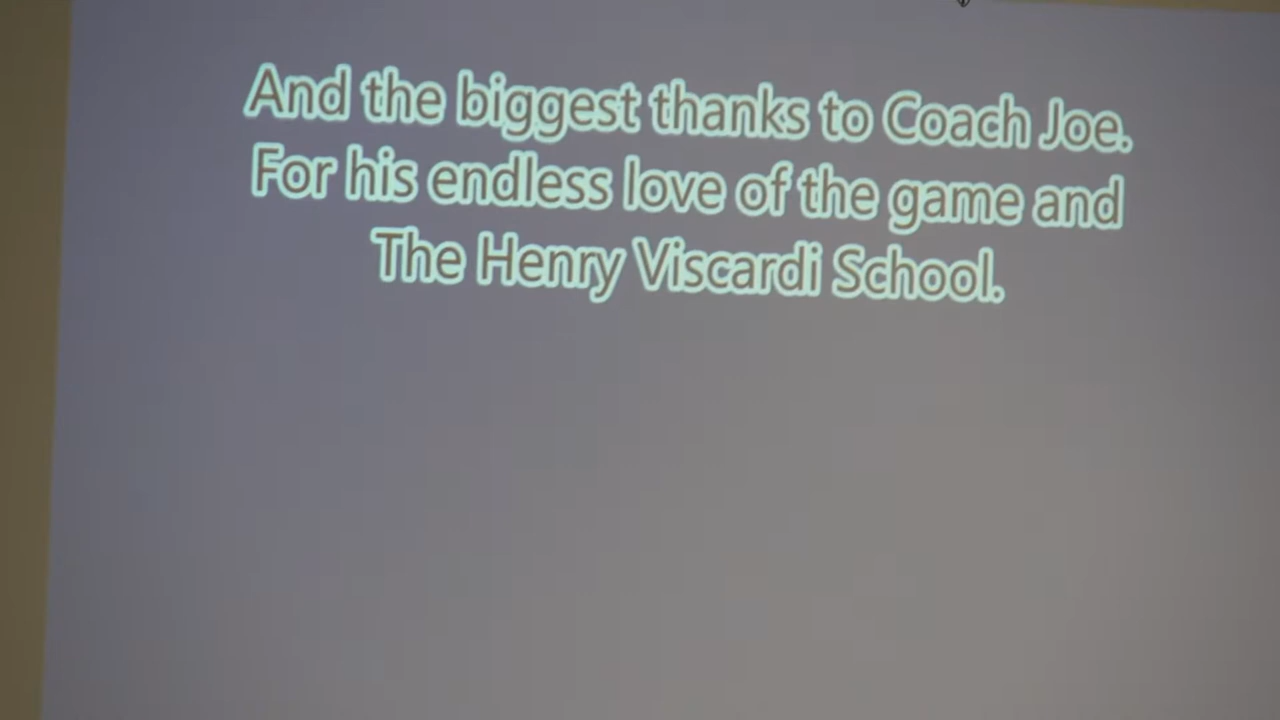 And the biggest thanks to Coach Joe.
For his endless love of the game and
The Henry Viscardi School.